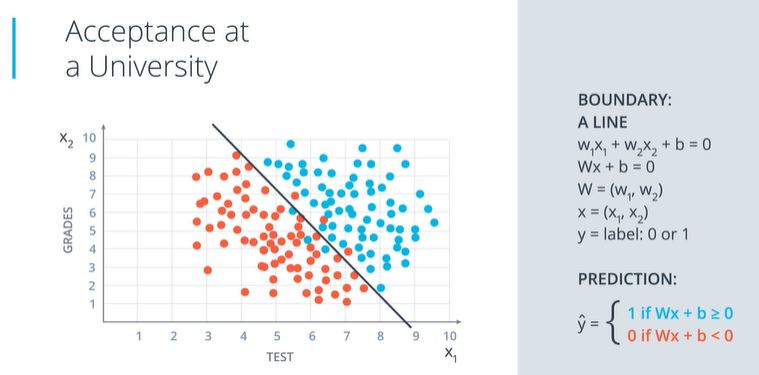 Acceptance at
a University
X₂
10
9
8
7
6
5
4
3
2
1
GRADES
1 2 3 4 5 6 7 8 9 10
TEST
X₁
BOUNDARY:
A LINE
w₁x₁ + w₂x₂ + b = 0
Wx + b = 0
W = (w₁, w₂)
x = (x₁, x₂)
y = label: 0 or 1
PREDICTION:
ŷ = { 1 if Wx + b ≥ 0
0 if Wx + b < 0